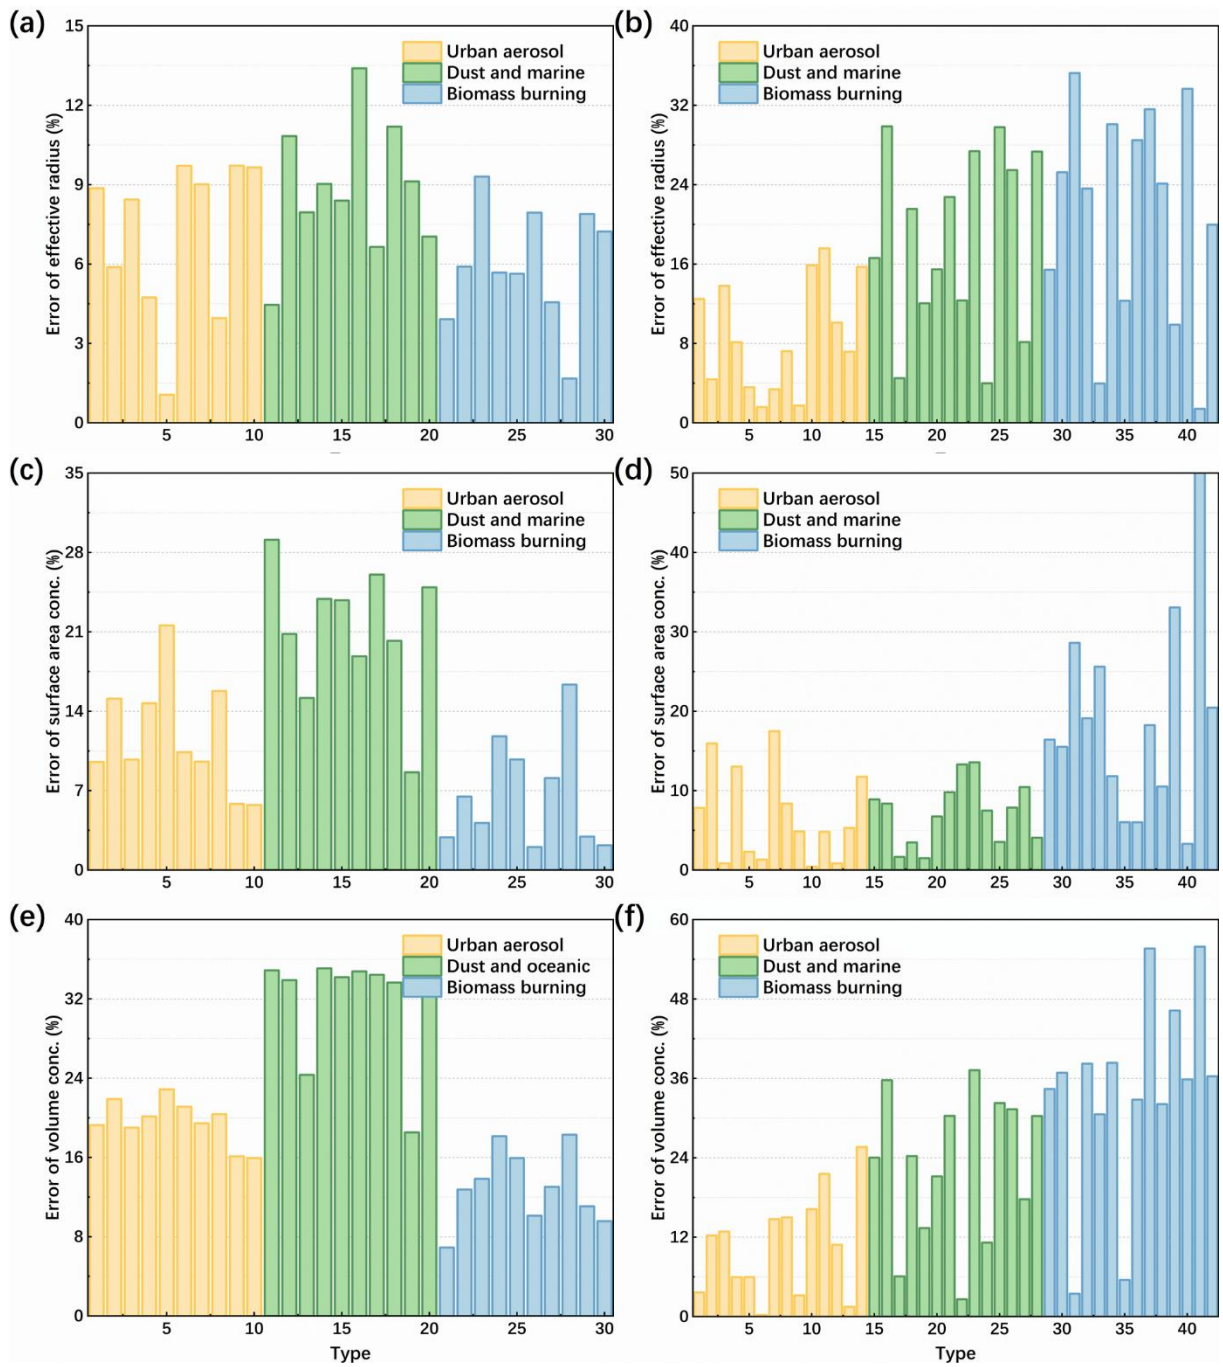 (a)
15
12
9
6
3
0
Error of effective radius (%)
Urban aerosol
Dust and marine
Biomass burning
5 10 15 20 25 30
(b)
40
32
24
16
8
0
Error of effective radius (%)
Urban aerosol
Dust and marine
Biomass burning
5 10 15 20 25 30 35 40
(c)
35
28
21
14
7
0
Error of surface area conc. (%)
Urban aerosol
Dust and marine
Biomass burning
5 10 15 20 25 30
(d)
50
40
30
20
10
0
Error of surface area conc. (%)
Urban aerosol
Dust and marine
Biomass burning
5 10 15 20 25 30 35 40
(e)
40
32
24
16
8
0
Error of volume conc. (%)
Urban aerosol
Dust and oceanic
Biomass burning
5 10 15 20 25 30
Type
(f)
60
48
36
24
12
0
Error of volume conc. (%)
Urban aerosol
Dust and marine
Biomass burning
5 10 15 20 25 30 35 40
Type